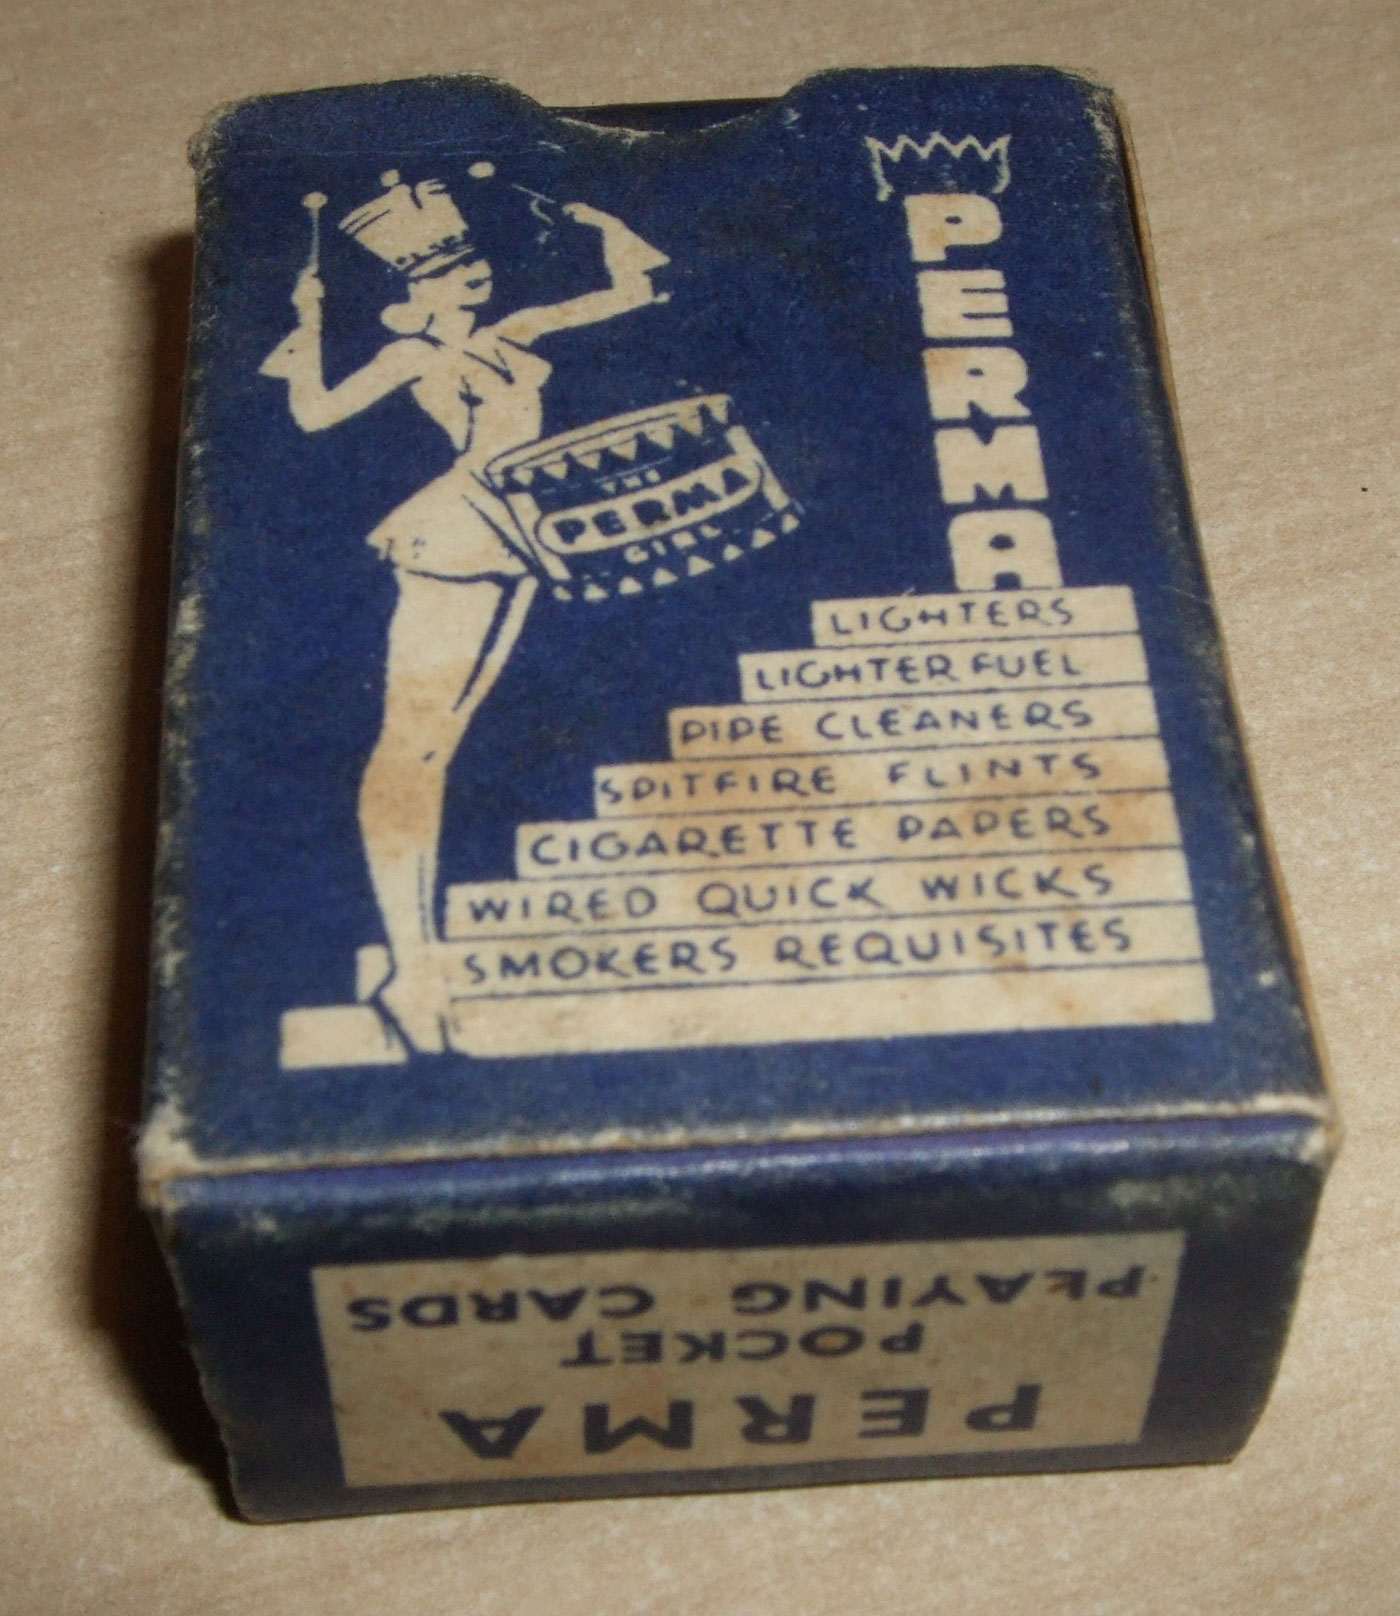 PERMA
THE
PERMA
GIRL
LIGHTERS
LIGHTER FUEL
PIPE CLEANERS
SPITFIRE FLINTS
CIGARETTE PAPERS
WIRED QUICK WICKS
SMOKERS REQUISITES
PERMA
POCKET
PLAYING CARDS